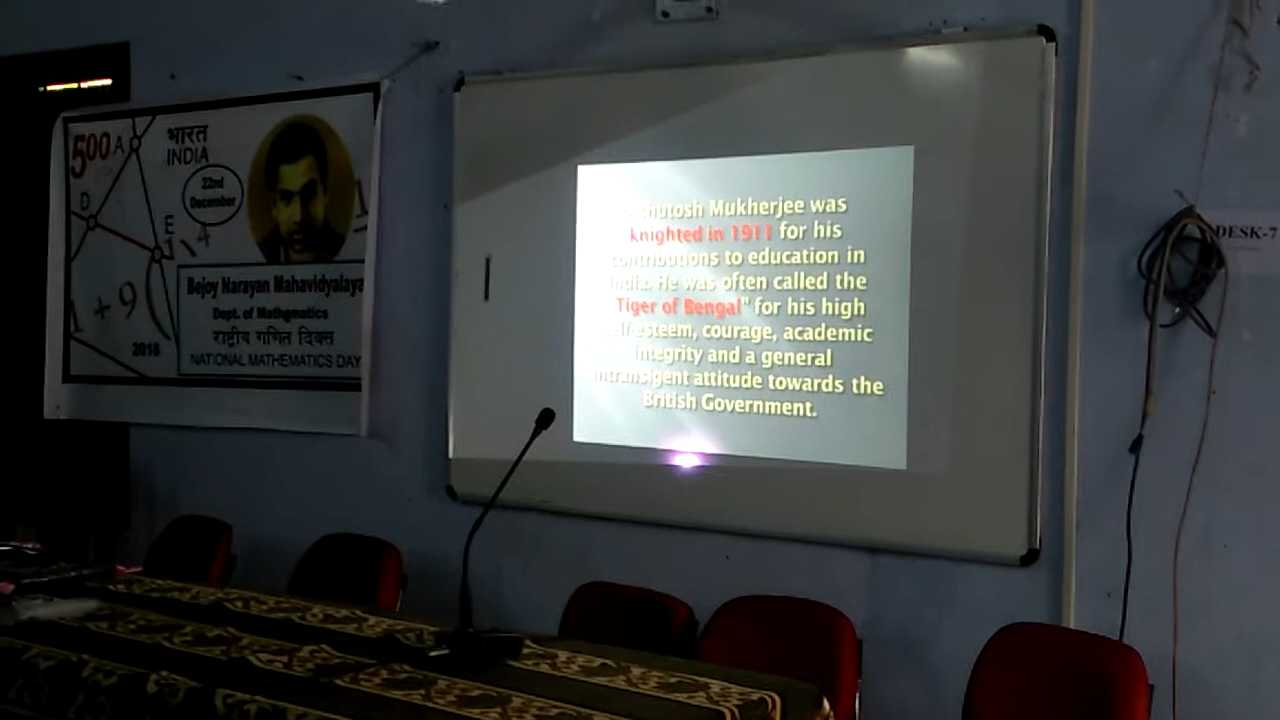 500
A
भारत
INDIA
22nd
December
D
E
1 + 9
Bejoy Narayan Mahavidyalaya
Dept. of Mathematics
राष्ट्रीय गणित दिवस
2018
NATIONAL MATHEMATICS DAY
Mukherjee was
knighted in 1911 for his
contributions to education in
India. He was often called the
Tiger of Bengal" for his high
self-esteem, courage, academic
integrity and a general
intransigent attitude towards the
British Government.
DESK-7